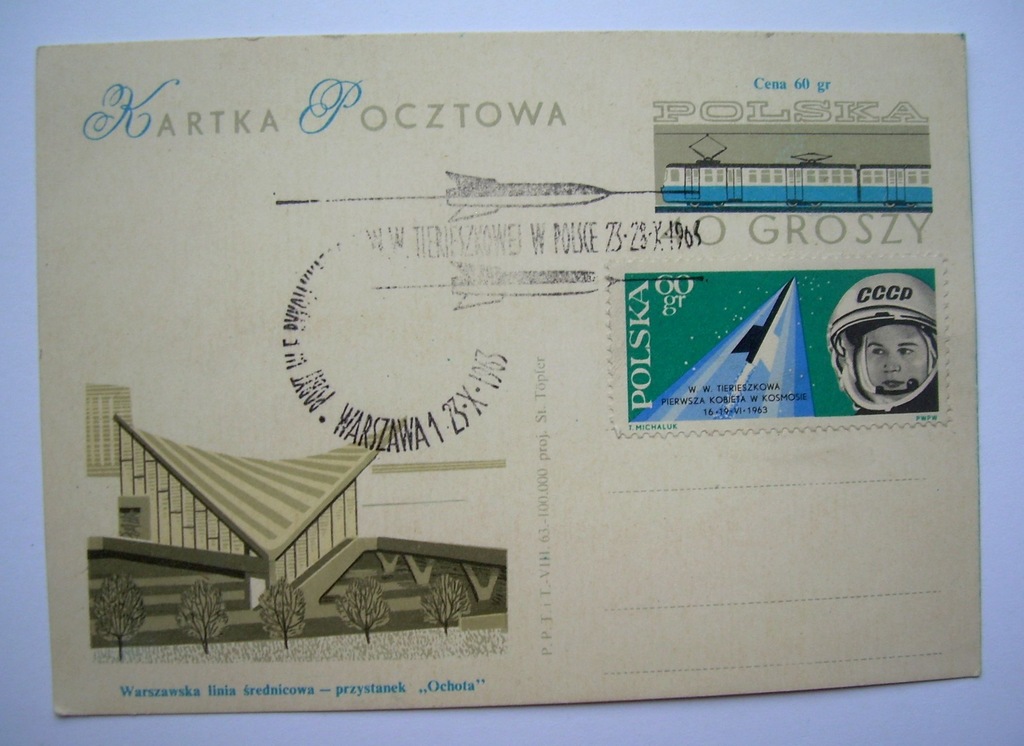 Kartka Pocztowa
Cena 60 gr
POLSKA
40 GROSZY
W. W. TIERIESZKOWEJ W POLSCE 23-28·X·1963
WARSZAWA 1 · 23·X·1963
POLSKA
60 gr
CCCP
W. W. TIERIESZKOWA
PIERWSZA KOBIETA W KOSMOSIE
16-19·VI·1963
T. MICHALUK
PWPW
P. P. i T.-VIII. 63.-100.000 proj. St. Töpfer
Warszawska linia średnicowa – przystanek ,,Ochota”